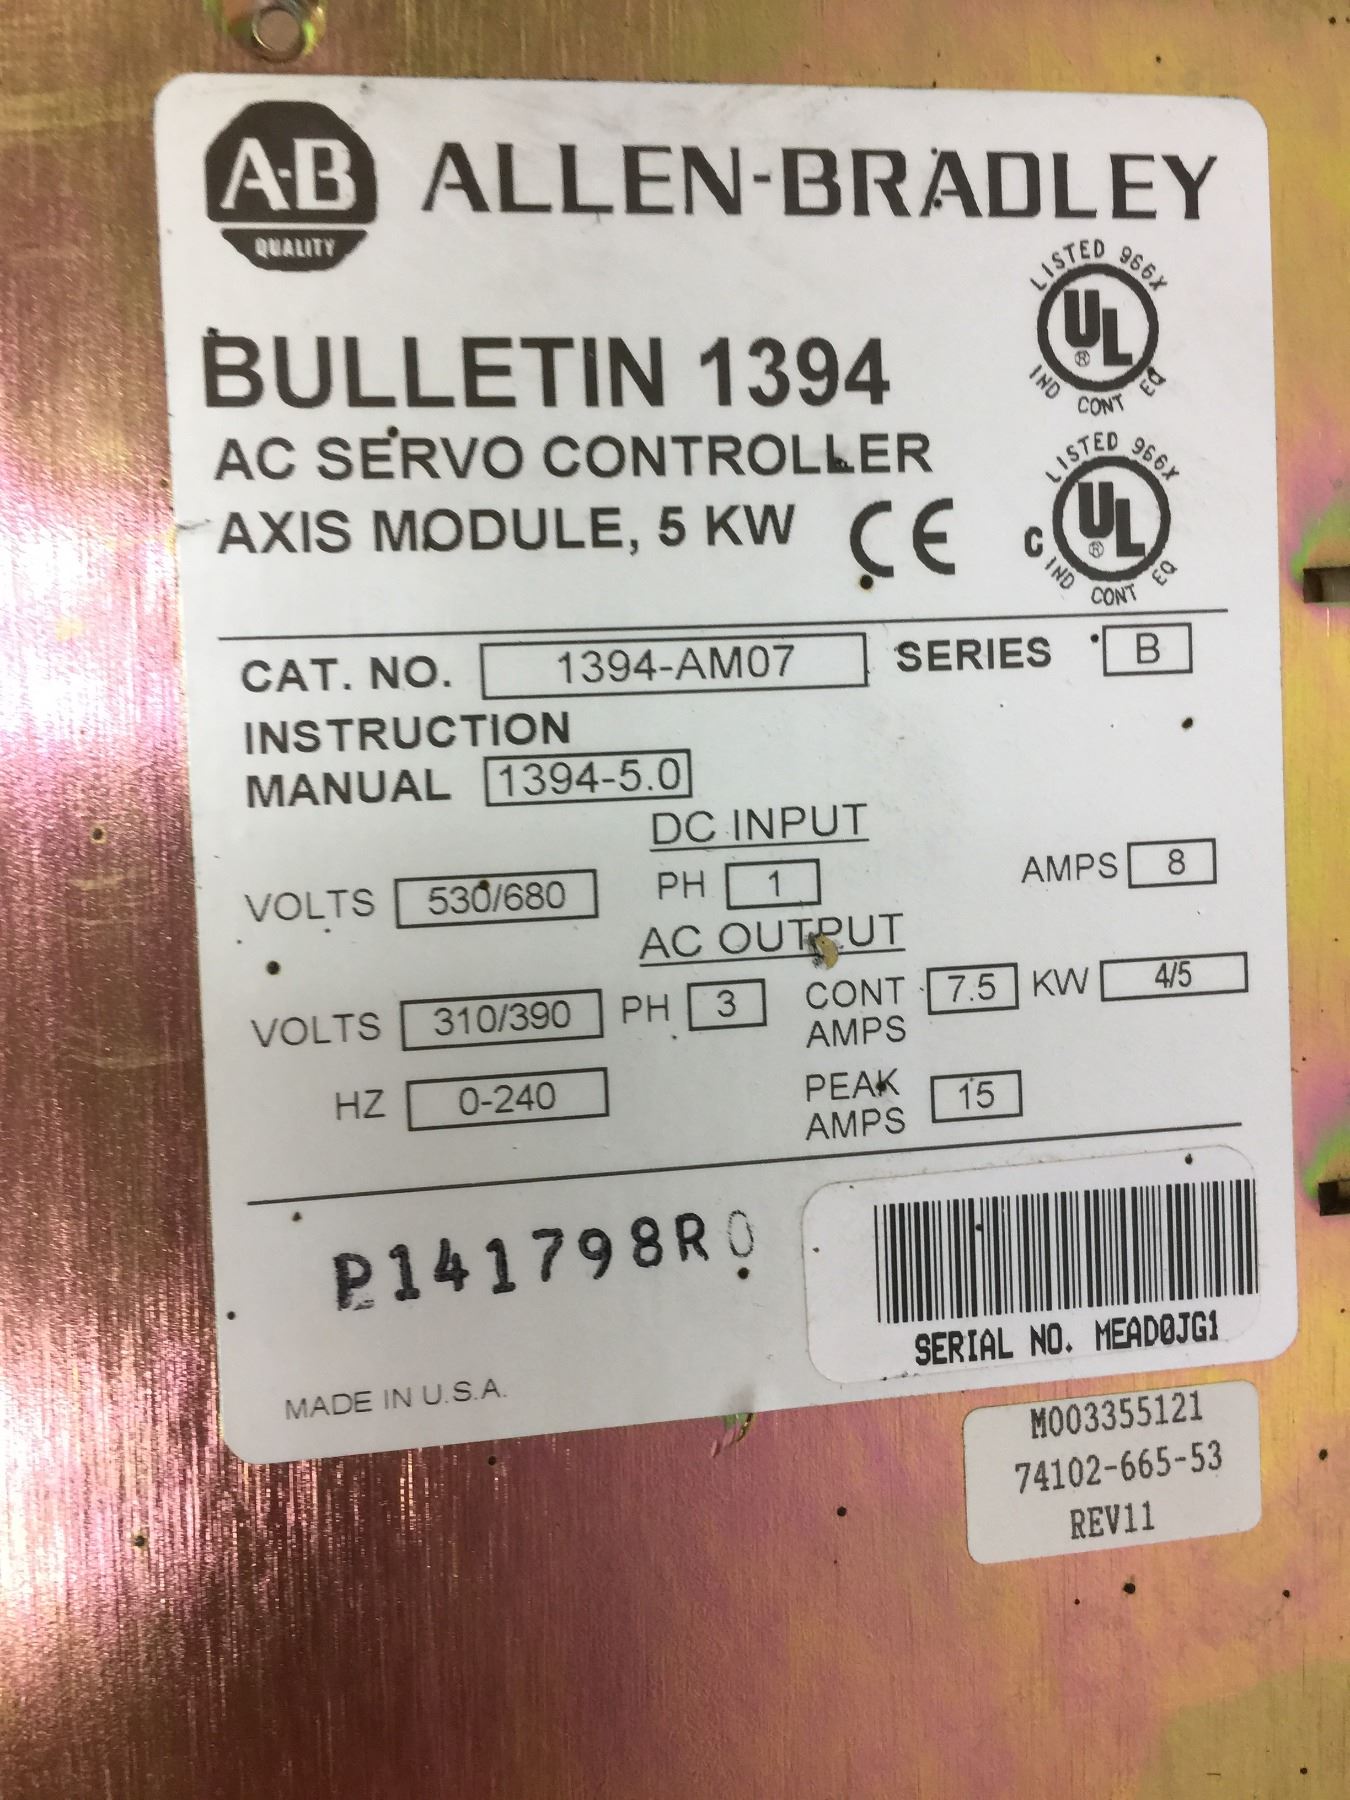 A-B
QUALITY
ALLEN-BRADLEY
LISTED 966X
UL
®
IND CONT EQ
BULLETIN 1394
AC SERVO CONTROLLER
AXIS MODULE, 5 KW CE
LISTED 966X
C UL
®
IND CONT EQ
CAT. NO. 1394-AM07 SERIES B
INSTRUCTION
MANUAL 1394-5.0
DC INPUT
VOLTS 530/680 PH 1 AMPS 8
AC OUTPUT
VOLTS 310/390 PH 3 CONT AMPS 7.5 KW 4/5
HZ 0-240 PEAK AMPS 15
P141798R0
SERIAL NO. MEAD0JG1
MADE IN U.S.A.
M003355121
74102-665-53
REV11